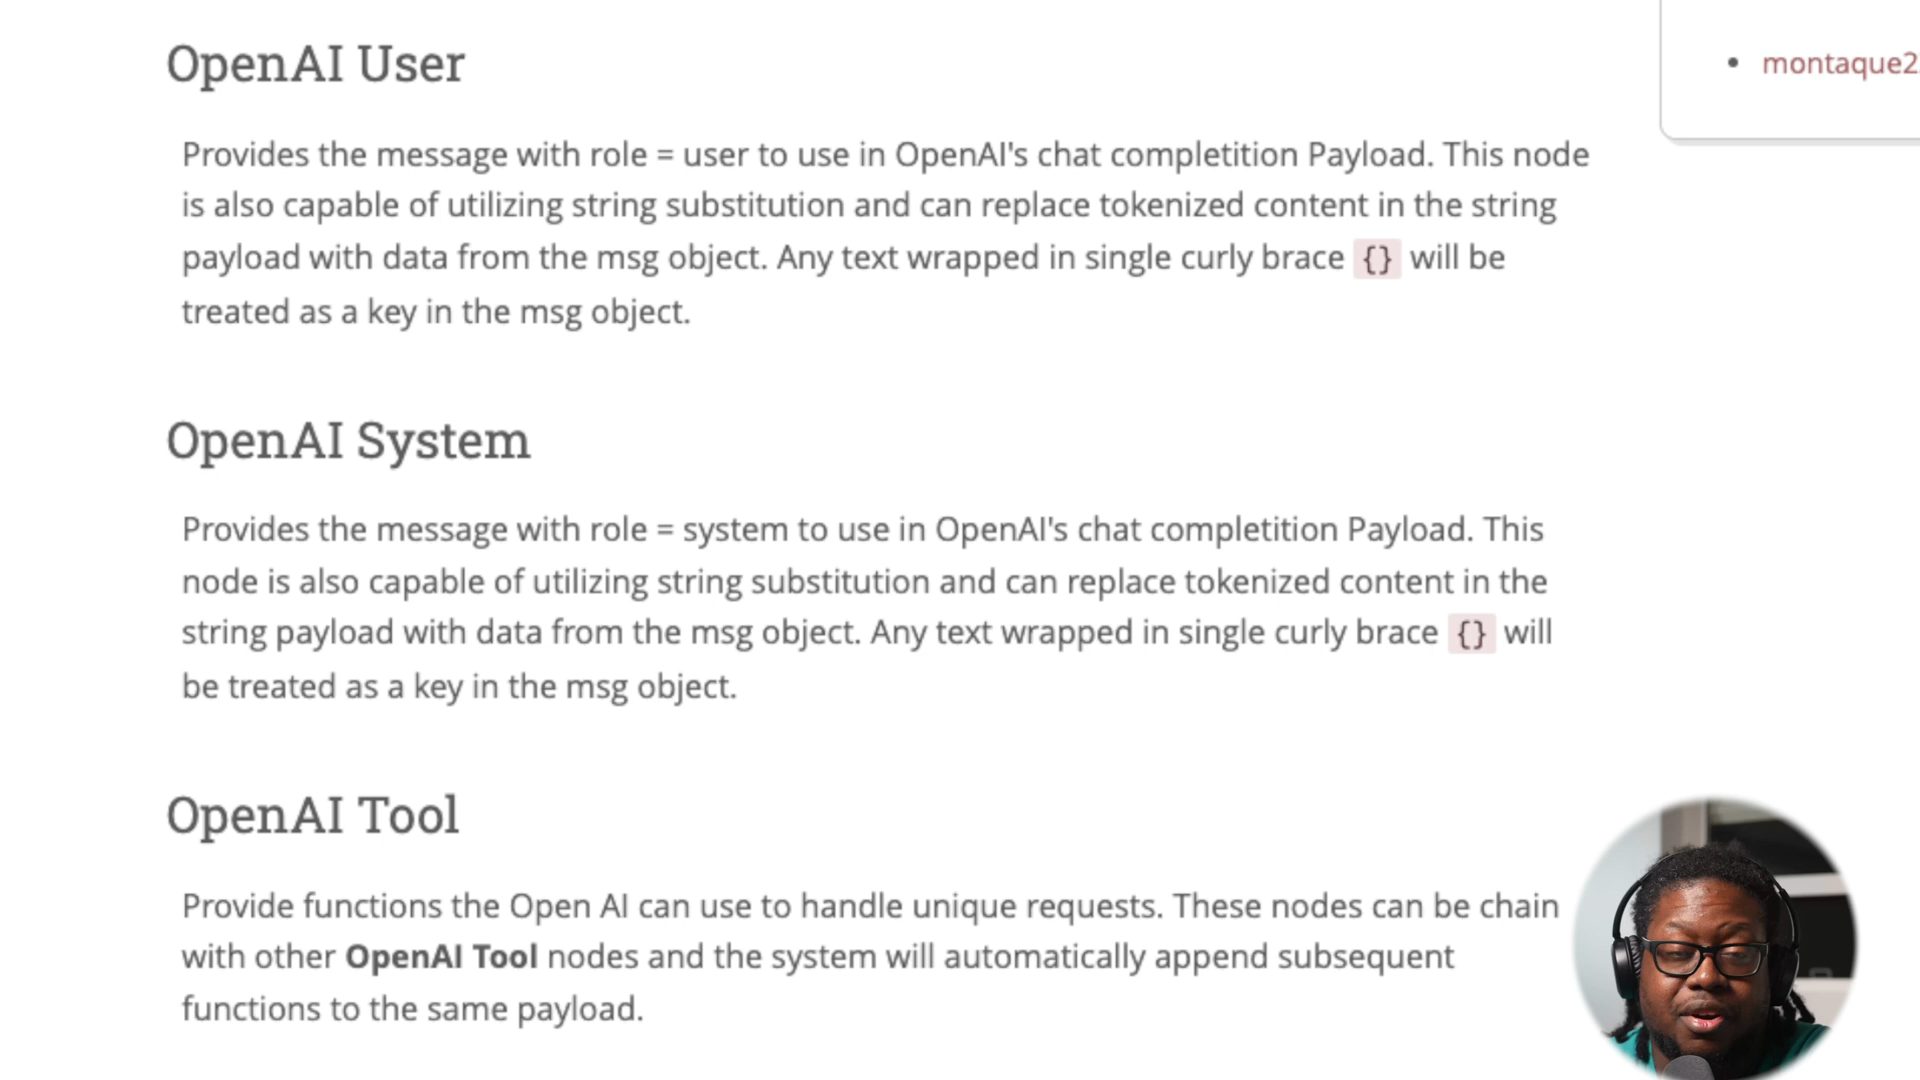 OpenAI User
montaque2
Provides the message with role = user to use in OpenAI's chat completition Payload. This node
is also capable of utilizing string substitution and can replace tokenized content in the string
payload with data from the msg object. Any text wrapped in single curly brace {} will be
treated as a key in the msg object.
OpenAI System
Provides the message with role = system to use in OpenAI's chat completition Payload. This
node is also capable of utilizing string substitution and can replace tokenized content in the
string payload with data from the msg object. Any text wrapped in single curly brace {} will
be treated as a key in the msg object.
OpenAI Tool
Provide functions the Open AI can use to handle unique requests. These nodes can be chain
with other OpenAI Tool nodes and the system will automatically append subsequent
functions to the same payload.